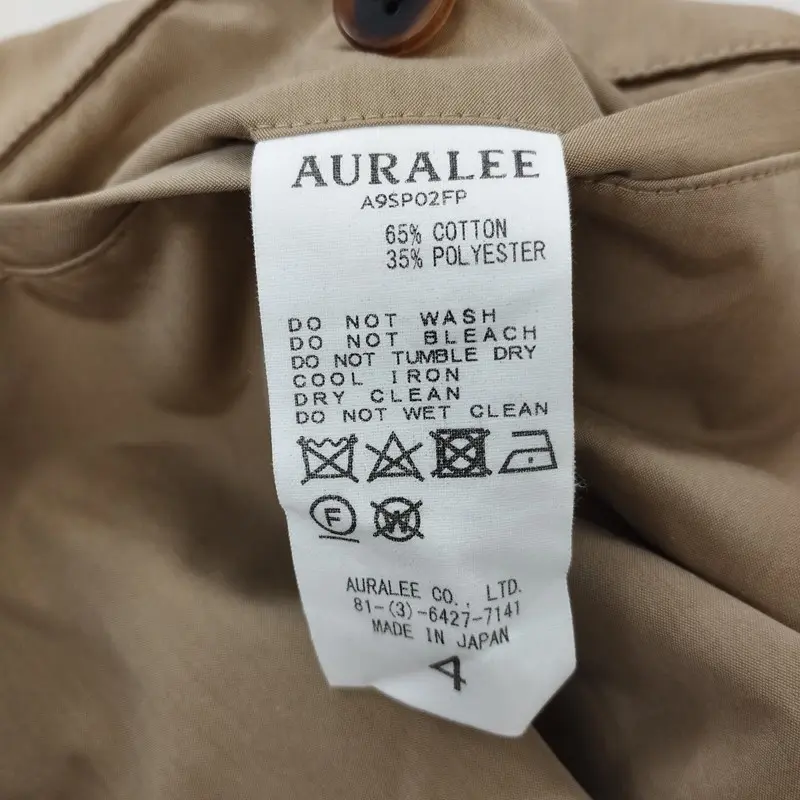 AURALEE
A9SP02FP
65% COTTON
35% POLYESTER
DO NOT WASH
DO NOT BLEACH
DO NOT TUMBLE DRY
COOL IRON
DRY CLEAN
DO NOT WET CLEAN
F W
AURALEE CO., LTD.
81-(3)-6427-7141
MADE IN JAPAN
4